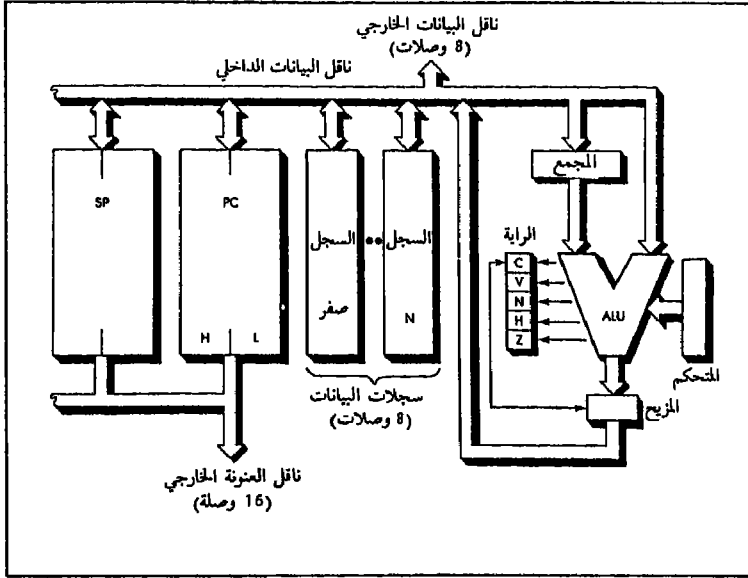 ناقل البيانات الخارجي
(8 وصلات)
ناقل البيانات الداخلي
المجمع
SP
PC
السجل
السجل
الراية
C
V
N
H
Z
ALU
صفر
N
H
L
المتحكم
سجلات البيانات
(8 وصلات)
المزيح
ناقل العنونة الخارجي
(16 وصلة)